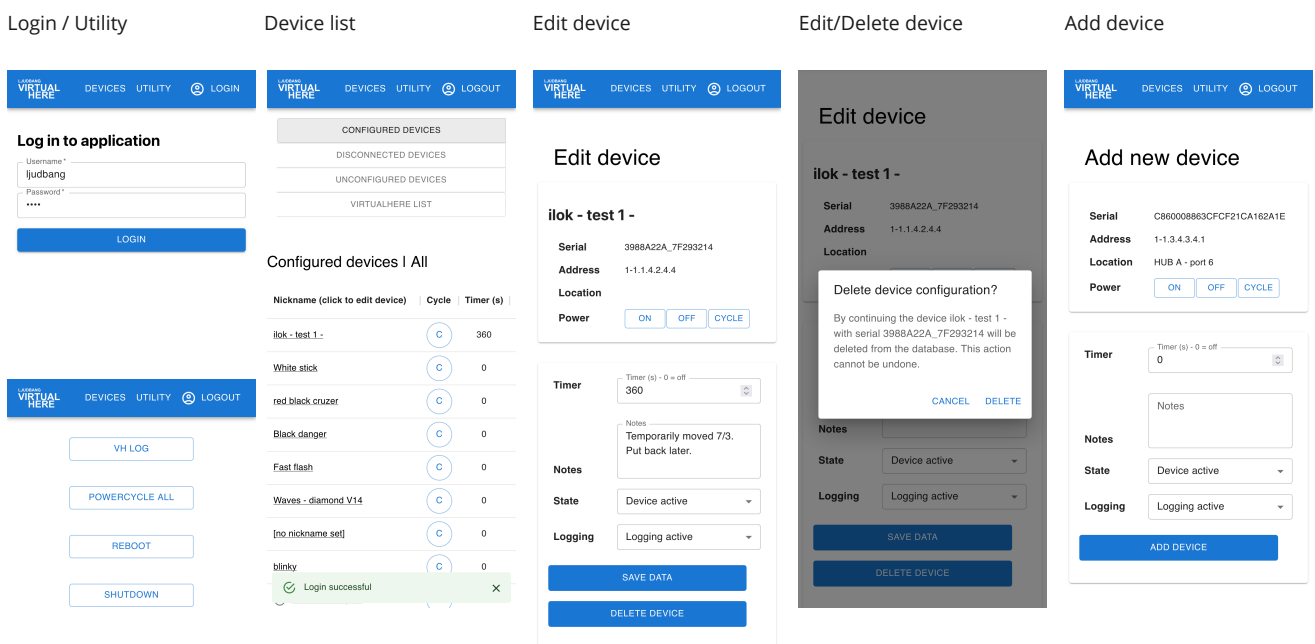 Login / Utility
LJUDBANG
VIRTUAL
HERE
DEVICES UTILITY LOGIN
Log in to application
Username *
ljudbang
Password *
••••
LOGIN
LJUDBANG
VIRTUAL
HERE
DEVICES UTILITY LOGOUT
VH LOG
POWERCYCLE ALL
REBOOT
SHUTDOWN
Device list
LJUDBANG
VIRTUAL
HERE
DEVICES UTILITY LOGOUT
CONFIGURED DEVICES
DISCONNECTED DEVICES
UNCONFIGURED DEVICES
VIRTUALHERE LIST
Configured devices | All
Nickname (click to edit device) Cycle Timer (s)
ilok - test 1 - C 360
White stick C 0
red black cruzer C 0
Black danger C 0
Fast flash C 0
Waves - diamond V14 C 0
[no nickname set] C 0
blinky C 0
Login successful
Edit device
LJUDBANG
VIRTUAL
HERE
DEVICES UTILITY LOGOUT
Edit device
ilok - test 1 -
Serial 3988A22A_7F293214
Address 1-1.1.4.2.4.4
Location
Power ON OFF CYCLE
Timer (s) - 0 = off
Timer 360
Notes
Temporarily moved 7/3.
Put back later.
Notes
State Device active
Logging Logging active
SAVE DATA
DELETE DEVICE
Edit/Delete device
Edit device
ilok - test 1 -
Serial 3988A22A_7F293214
Address 1-1.1.4.2.4.4
Location
Delete device configuration?
By continuing the device ilok - test 1 -
with serial 3988A22A_7F293214 will be
deleted from the database. This action
cannot be undone.
CANCEL DELETE
Notes
State Device active
Logging Logging active
SAVE DATA
DELETE DEVICE
Add device
LJUDBANG
VIRTUAL
HERE
DEVICES UTILITY LOGOUT
Add new device
Serial C860008863CFCF21CA162A1E
Address 1-1.3.4.3.4.1
Location HUB A - port 6
Power ON OFF CYCLE
Timer (s) - 0 = off
Timer 0
Notes
Notes
State Device active
Logging Logging active
ADD DEVICE